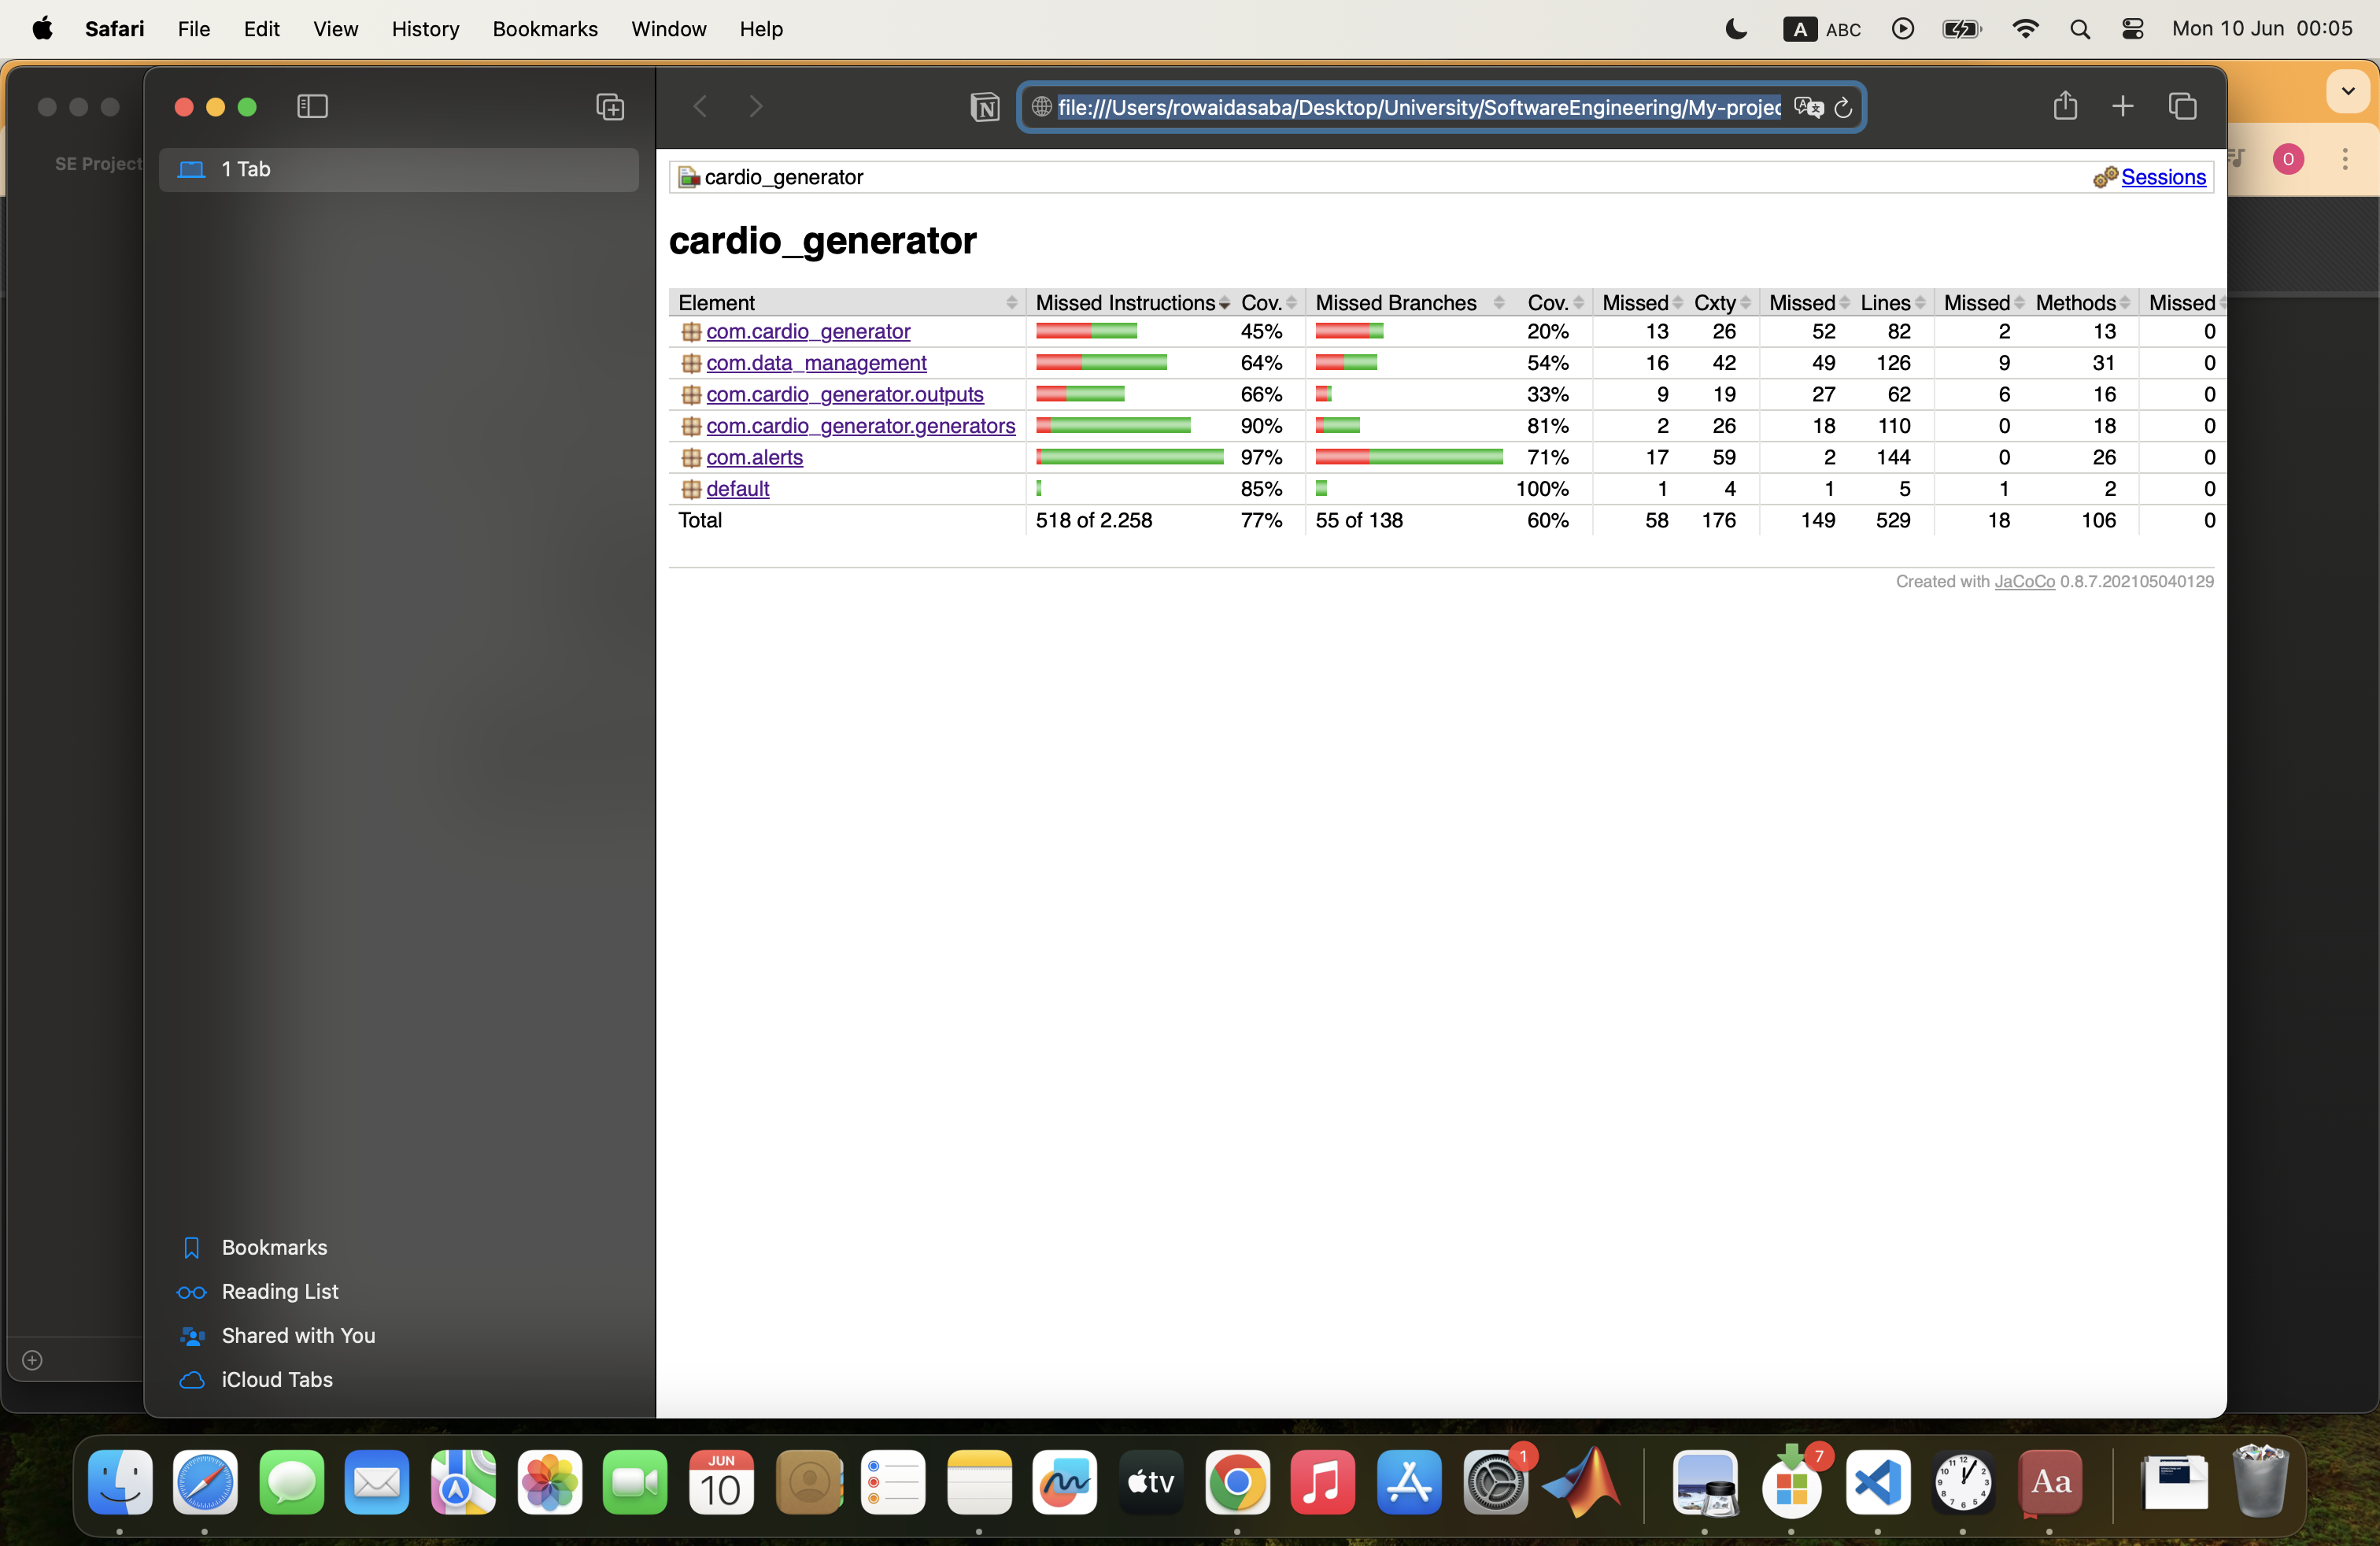 Safari File Edit View History Bookmarks Window Help A ABC Mon 10 Jun 00:05
SE Project
1 Tab
file:///Users/rowaidasaba/Desktop/University/SoftwareEngineering/My-projec
O
cardio_generator Sessions
cardio_generator
Element Missed Instructions Cov. Missed Branches Cov. Missed Cxty Missed Lines Missed Methods Missed
com.cardio_generator 45% 20% 13 26 52 82 2 13 0
com.data_management 64% 54% 16 42 49 126 9 31 0
com.cardio_generator.outputs 66% 33% 9 19 27 62 6 16 0
com.cardio_generator.generators 90% 81% 2 26 18 110 0 18 0
com.alerts 97% 71% 17 59 2 144 0 26 0
default 85% 100% 1 4 1 5 1 2 0
Total 518 of 2.258 77% 55 of 138 60% 58 176 149 529 18 106 0
Created with JaCoCo 0.8.7.202105040129
Bookmarks
Reading List
Shared with You
iCloud Tabs
JUN
10
tv
1
7
Aa